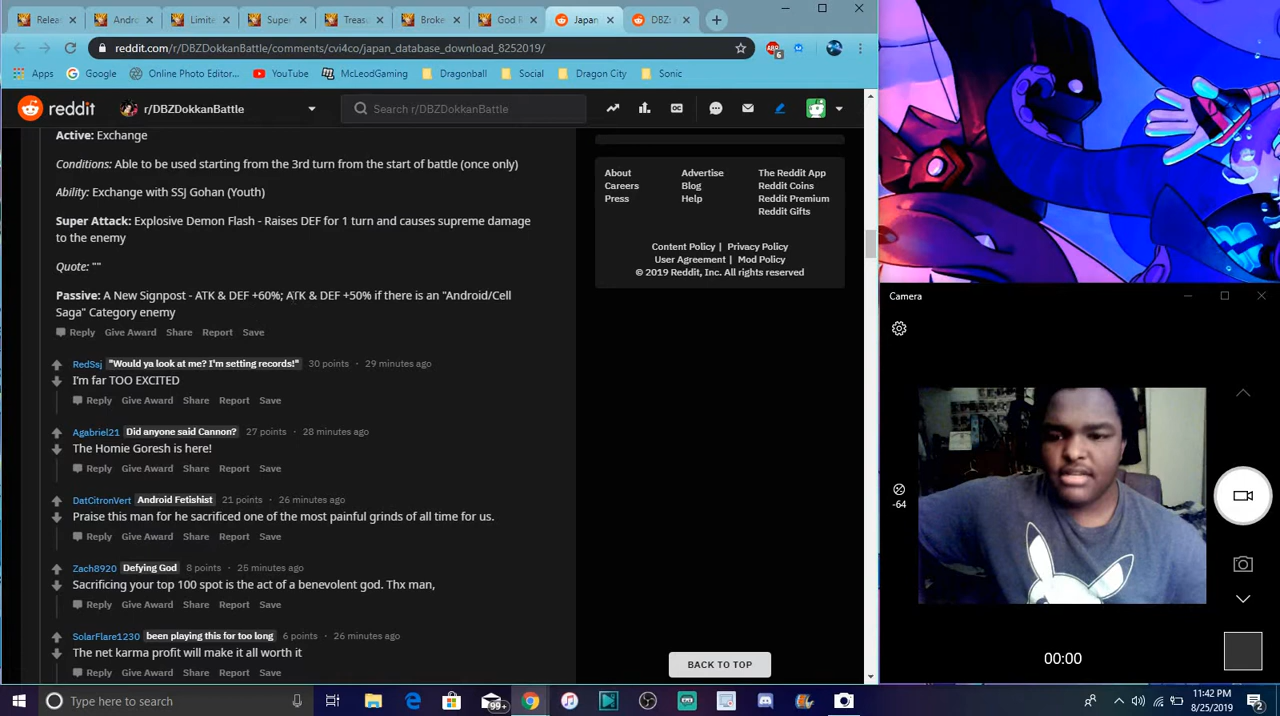 Relea
Andro
Limite
Super
Treasu
Broke
God R
Japan
DBZ:
reddit.com/r/DBZDokkanBattle/comments/cvi4co/japan_database_download_8252019/
Apps
Google
Online Photo Editor...
YouTube
McLeodGaming
Dragonball
Social
Dragon City
Sonic
reddit
r/DBZDokkanBattle
Search r/DBZDokkanBattle
Active: Exchange
Conditions: Able to be used starting from the 3rd turn from the start of battle (once only)
Ability: Exchange with SSJ Gohan (Youth)
Super Attack: Explosive Demon Flash - Raises DEF for 1 turn and causes supreme damage
to the enemy
Quote: ""
Passive: A New Signpost - ATK & DEF +60%; ATK & DEF +50% if there is an "Android/Cell
Saga" Category enemy
Reply Give Award Share Report Save
RedSsj "Would ya look at me? I'm setting records!" 30 points · 29 minutes ago
I'm far TOO EXCITED
Reply Give Award Share Report Save
Agabriel21 Did anyone said Cannon? 27 points · 28 minutes ago
The Homie Goresh is here!
Reply Give Award Share Report Save
DatCitronVert Android Fetishist 21 points · 26 minutes ago
Praise this man for he sacrificed one of the most painful grinds of all time for us.
Reply Give Award Share Report Save
Zach8920 Defying God 8 points · 25 minutes ago
Sacrificing your top 100 spot is the act of a benevolent god. Thx man,
Reply Give Award Share Report Save
SolarFlare1230 been playing this for too long 6 points · 26 minutes ago
The net karma profit will make it all worth it
Reply Give Award Share Report Save
About Advertise The Reddit App
Careers Blog Reddit Coins
Press Help Reddit Premium
Reddit Gifts
Content Policy | Privacy Policy
User Agreement | Mod Policy
© 2019 Reddit, Inc. All rights reserved
BACK TO TOP
Camera
-64
00:00
Type here to search
99+
11:42 PM
8/25/2019
2